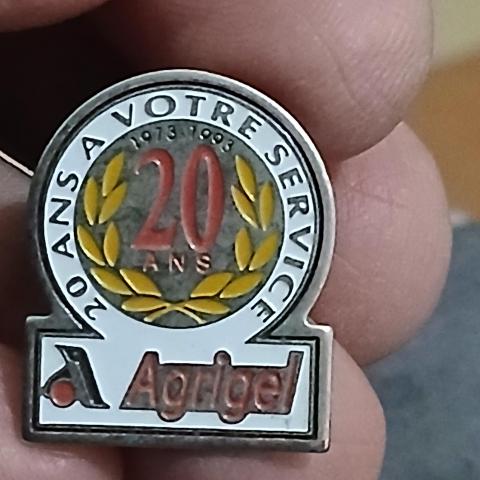 20 ANS A VOTRE SERVICE
1973-1993
20
ANS
Agrigel